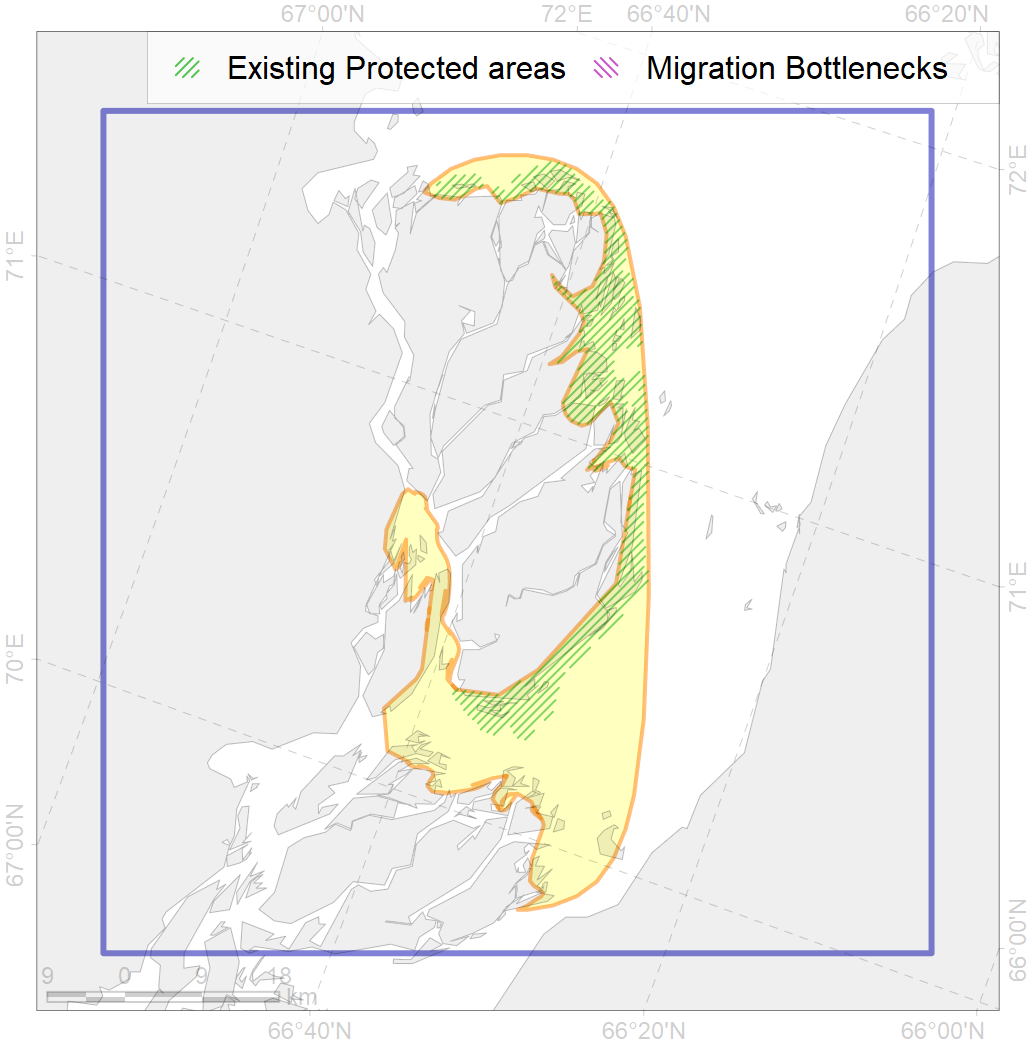 67°00'N 72°E 66°40'N 66°20'N
Existing Protected areas Migration Bottlenecks
72°E
71°E
71°E
70°E
67°00'N
66°00'N
9 0 9 18
km
66°40'N 66°20'N 66°00'N